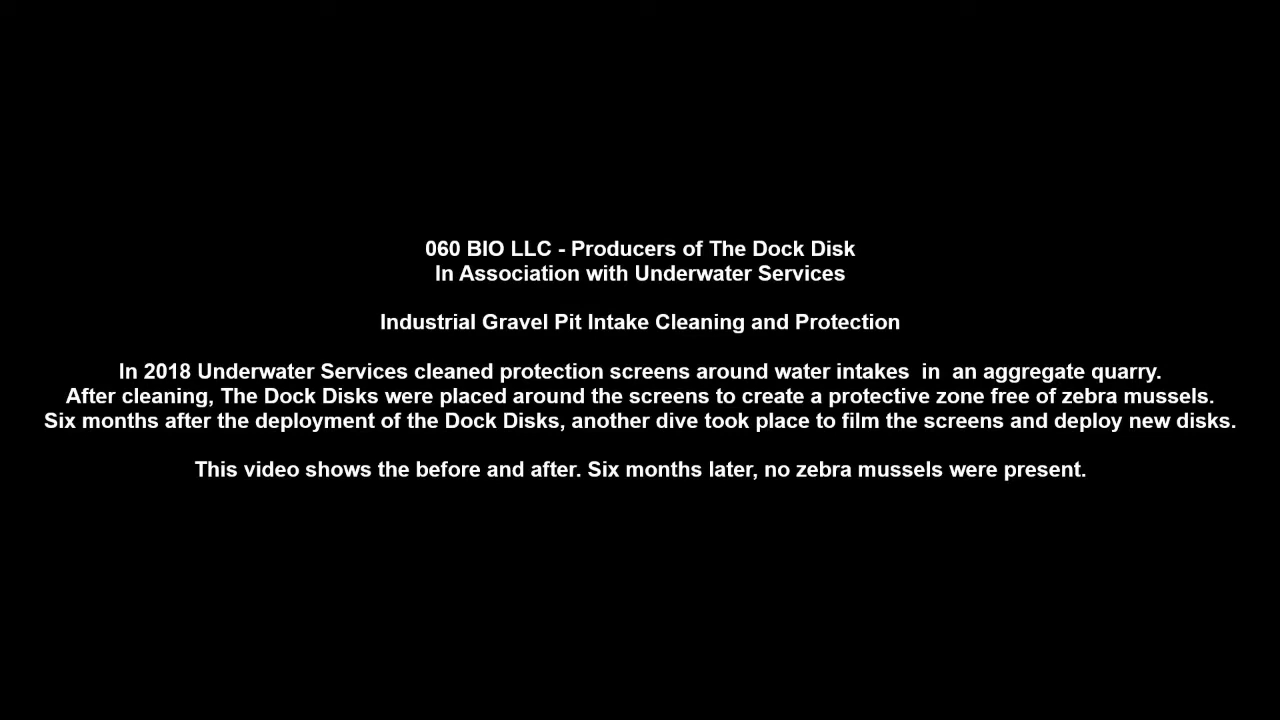 060 BIO LLC - Producers of The Dock Disk
In Association with Underwater Services
Industrial Gravel Pit Intake Cleaning and Protection
In 2018 Underwater Services cleaned protection screens around water intakes  in  an aggregate quarry.
After cleaning, The Dock Disks were placed around the screens to create a protective zone free of zebra mussels.
Six months after the deployment of the Dock Disks, another dive took place to film the screens and deploy new disks.
This video shows the before and after. Six months later, no zebra mussels were present.